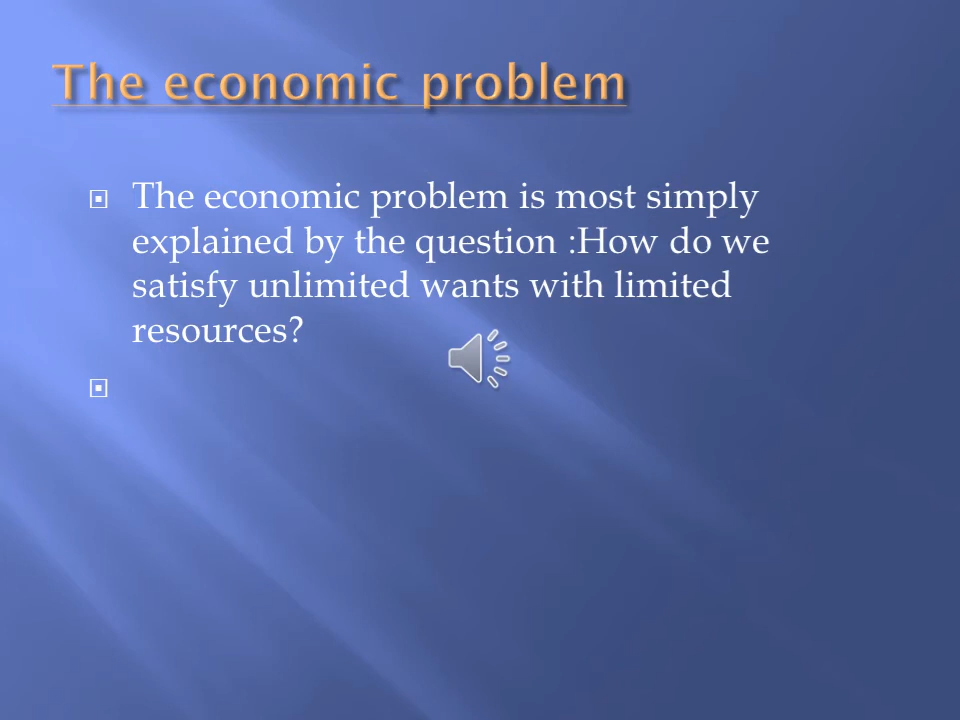 The economic problem
The economic problem is most simply
explained by the question :How do we
satisfy unlimited wants with limited
resources?